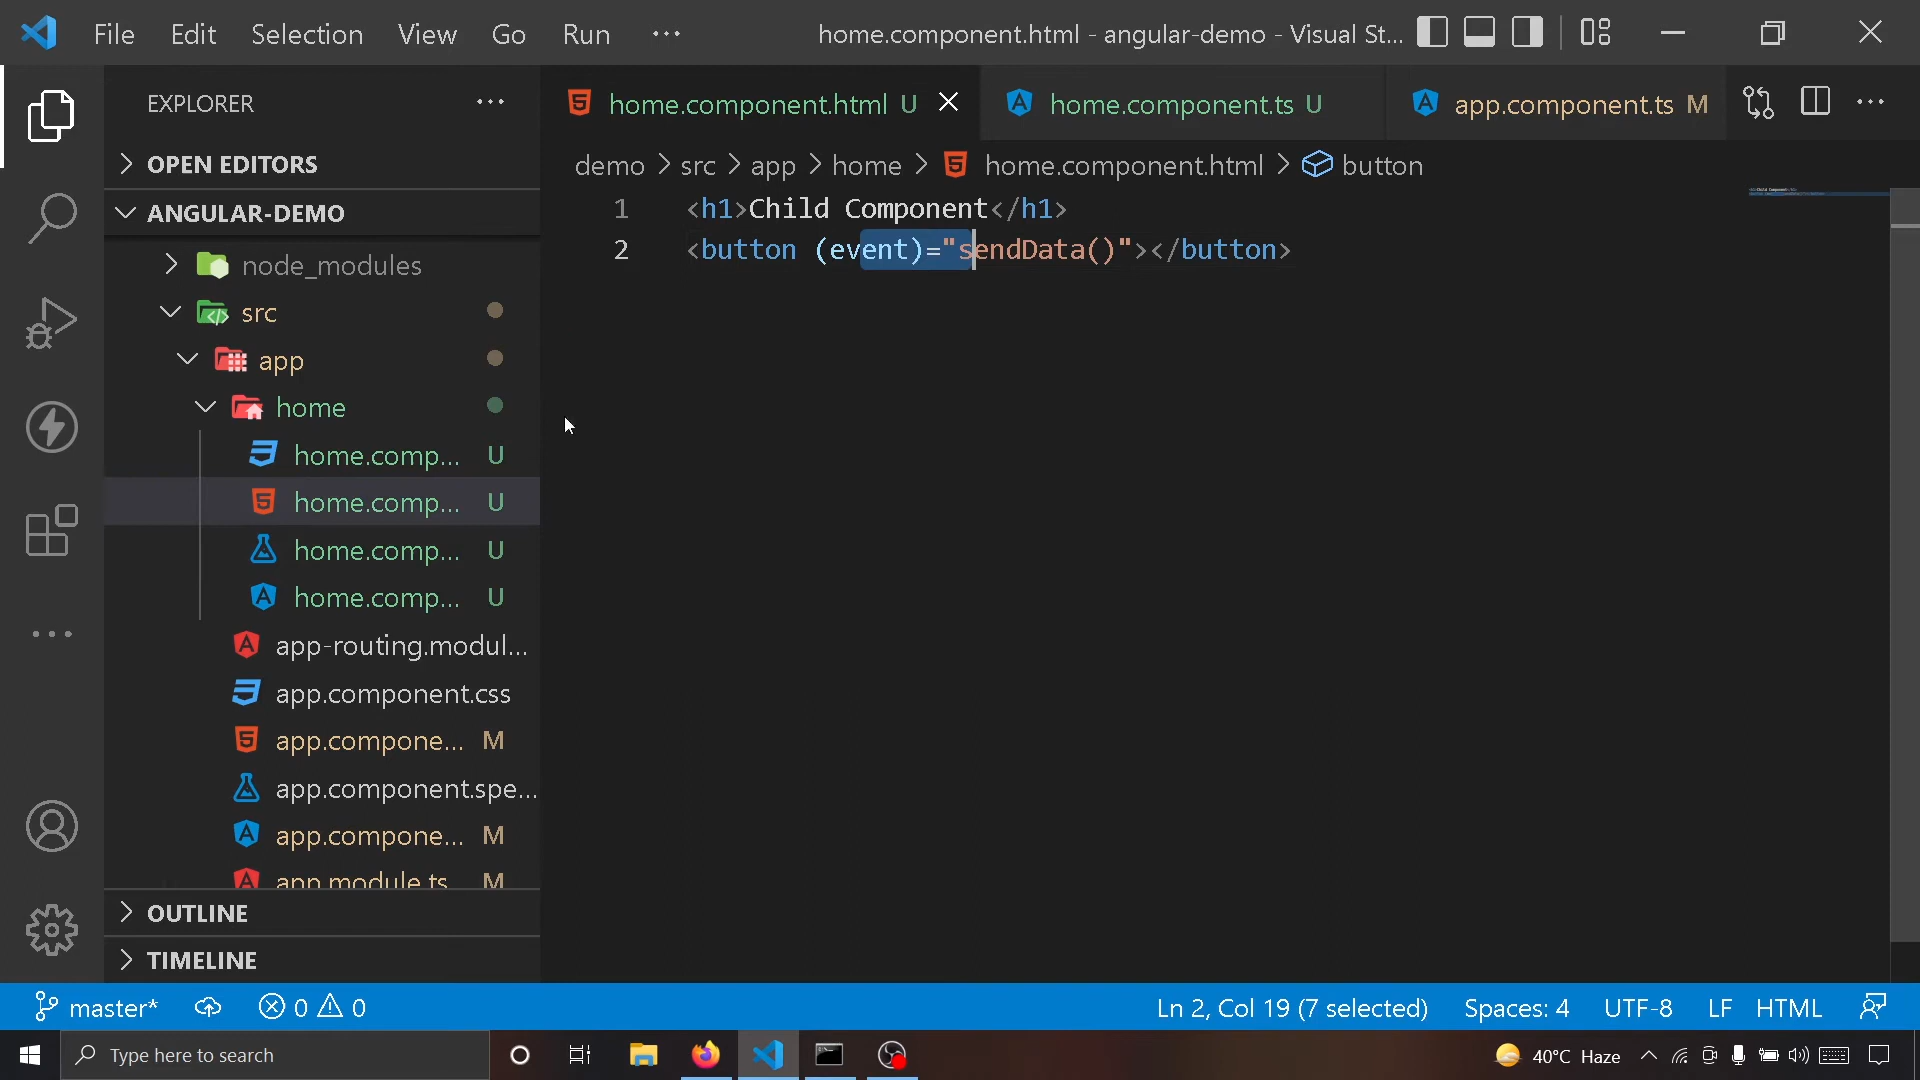 File Edit Selection View Go Run ··· home.component.html - angular-demo - Visual St...
EXPLORER ···
OPEN EDITORS
ANGULAR-DEMO
node_modules
src
app
home
home.comp... U
home.comp... U
home.comp... U
home.comp... U
app-routing.modul...
app.component.css
app.compone... M
app.component.spe...
app.compone... M
app.module.ts M
OUTLINE
TIMELINE
home.component.html U
home.component.ts U
app.component.ts M
demo > src > app > home > home.component.html > button
1 <h1>Child Component</h1>
2 <button (event)="sendData()"></button>
master* 0 0 Ln 2, Col 19 (7 selected) Spaces: 4 UTF-8 LF HTML
Type here to search 40°C Haze